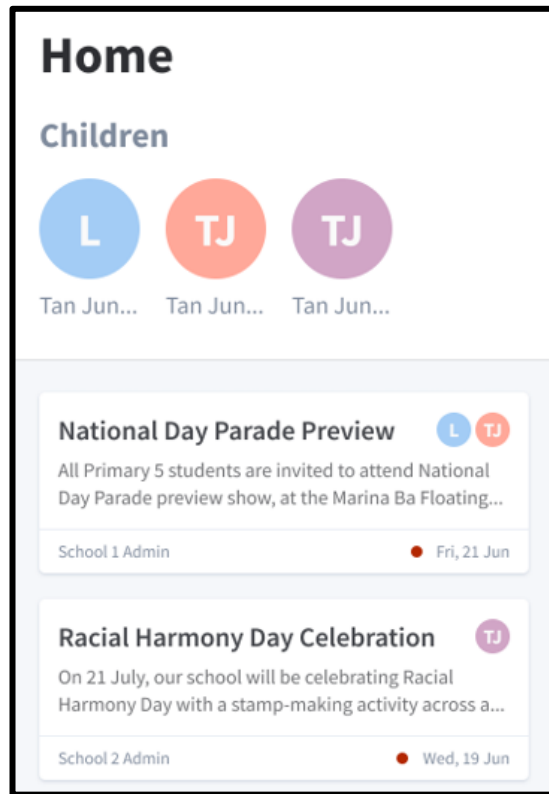 Home
Children
L TJ TJ
Tan Jun... Tan Jun... Tan Jun...
National Day Parade Preview L TJ
All Primary 5 students are invited to attend National
Day Parade preview show, at the Marina Ba Floating...
School 1 Admin Fri, 21 Jun
Racial Harmony Day Celebration TJ
On 21 July, our school will be celebrating Racial
Harmony Day with a stamp-making activity across a...
School 2 Admin Wed, 19 Jun